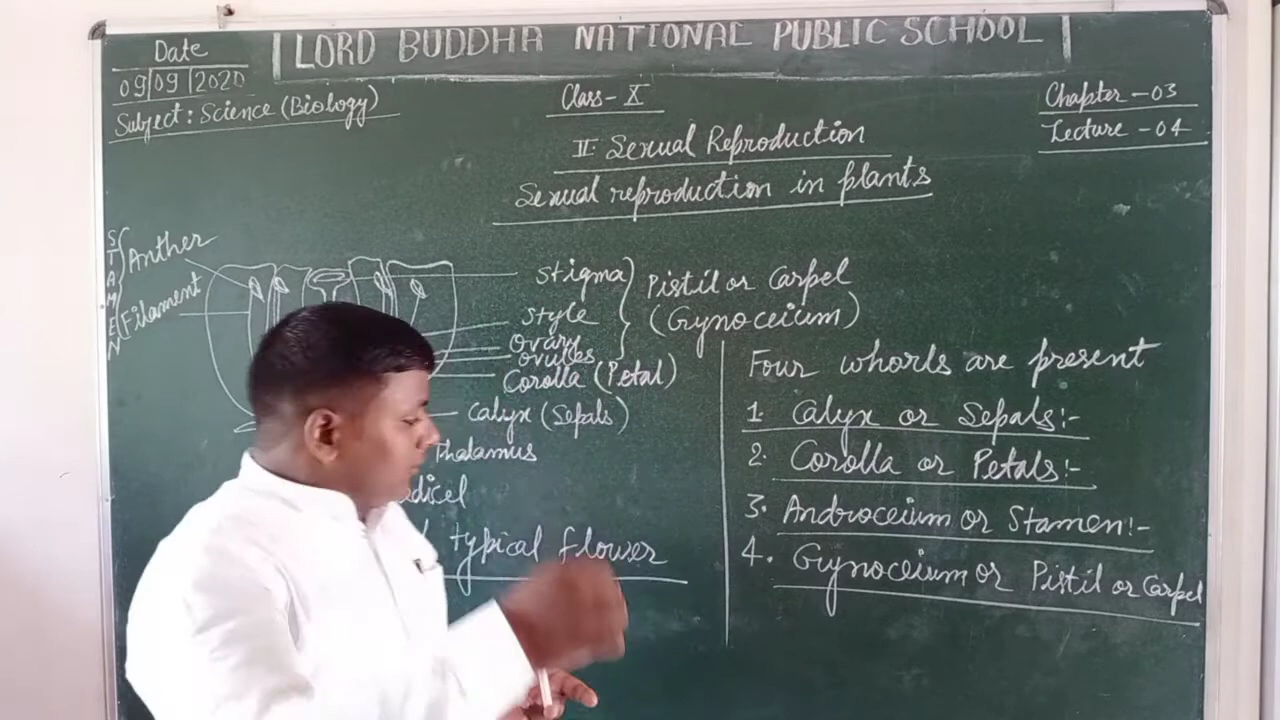 LORD BUDDHA NATIONAL PUBLIC SCHOOL
Date
09/09/2020
Subject: Science (Biology)
Class - X
Chapter - 03
Lecture - 04
II. Sexual Reproduction
Sexual reproduction in plants
STAMEN
Anther
Filament
Stigma
Style
Ovary
Ovules
Pistil or Carpel
(Gynoceium)
Corolla (Petal)
Calyx (Sepals)
Thalamus
typical flower
Four whorls are present
1. Calyx or Sepals:-
2. Corolla or Petals:-
3. Androceium or Stamen:-
4. Gynoceium or Pistil or Carpel